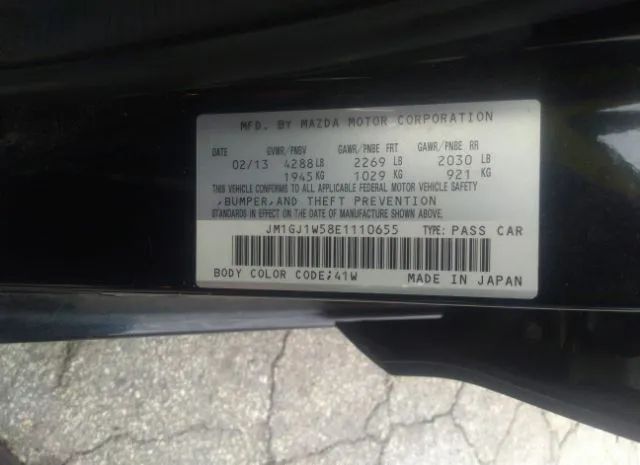 MFD. BY MAZDA MOTOR CORPORATION
DATE GVWR/PNBV GAWR/PNBE FRT GAWR/PNBE RR
02/13 4288 LB 2269 LB 2030 LB
1945 KG 1029 KG 921 KG
THIS VEHICLE CONFORMS TO ALL APPLICABLE FEDERAL MOTOR VEHICLE SAFETY
,BUMPER,AND THEFT PREVENTION
STANDARDS IN EFFECT ON THE DATE OF MANUFACTURE SHOWN ABOVE.
JM1GJ1W58E1110655 TYPE: PASS CAR
BODY COLOR CODE;41W MADE IN JAPAN